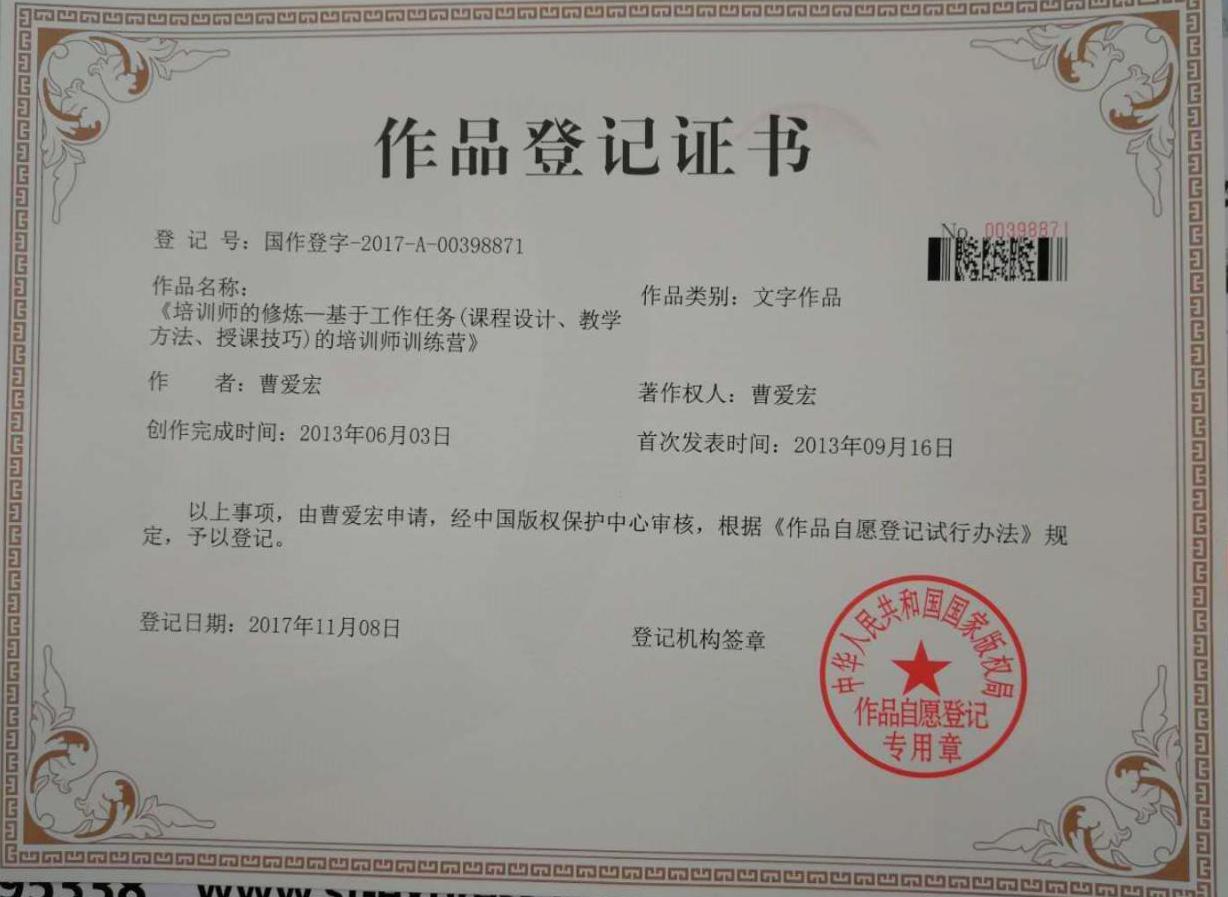 作品登记证书
No. 00398871
登 记 号：国作登字-2017-A-00398871
作品名称：
《培训师的修炼—基于工作任务(课程设计、教学
方法、授课技巧)的培训师训练营》
作品类别：文字作品
作 者：曹爱宏
著作权人：曹爱宏
创作完成时间：2013年06月03日
首次发表时间：2013年09月16日
以上事项，由曹爱宏申请，经中国版权保护中心审核，根据《作品自愿登记试行办法》规
定，予以登记。
登记日期：2017年11月08日
登记机构签章
中华人民共和国国家版权局
作品自愿登记
专用章